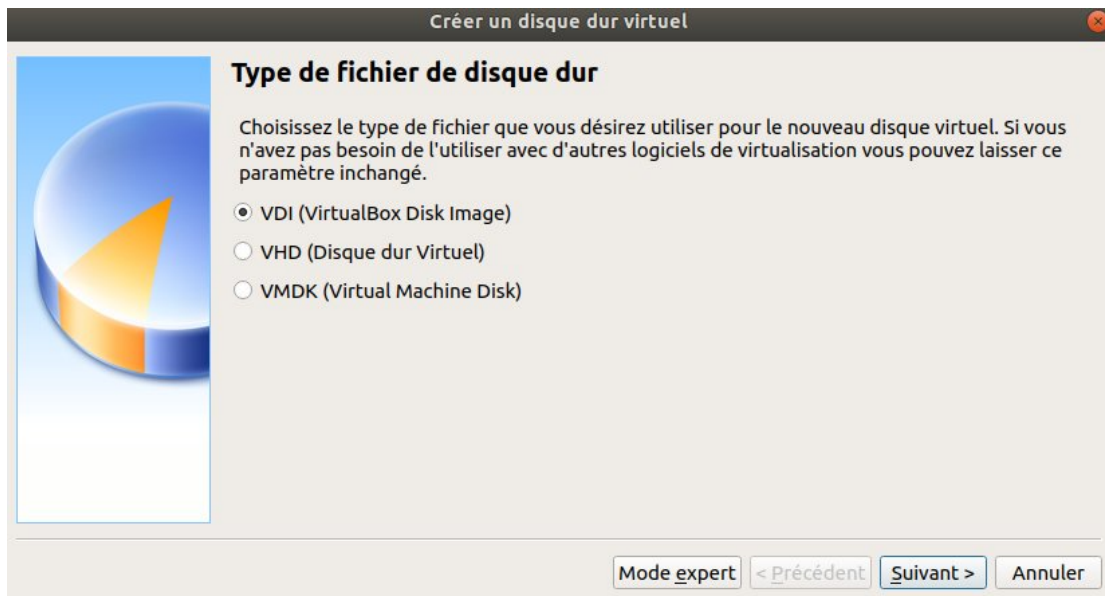 Créer un disque dur virtuel
Type de fichier de disque dur
Choisissez le type de fichier que vous désirez utiliser pour le nouveau disque virtuel. Si vous
n'avez pas besoin de l'utiliser avec d'autres logiciels de virtualisation vous pouvez laisser ce
paramètre inchangé.
VDI (VirtualBox Disk Image)
VHD (Disque dur Virtuel)
VMDK (Virtual Machine Disk)
Mode expert < Précédent Suivant > Annuler